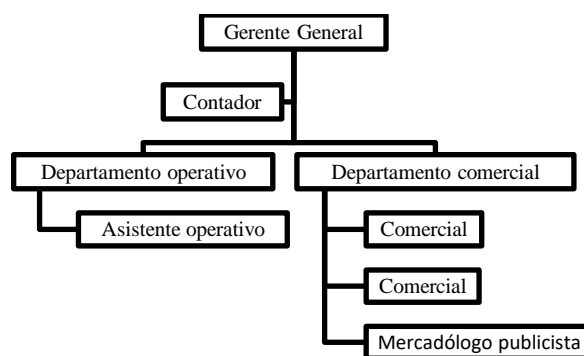 Gerente General
Contador
Departamento operativo
Departamento comercial
Asistente operativo
Comercial
Comercial
Mercadólogo publicista